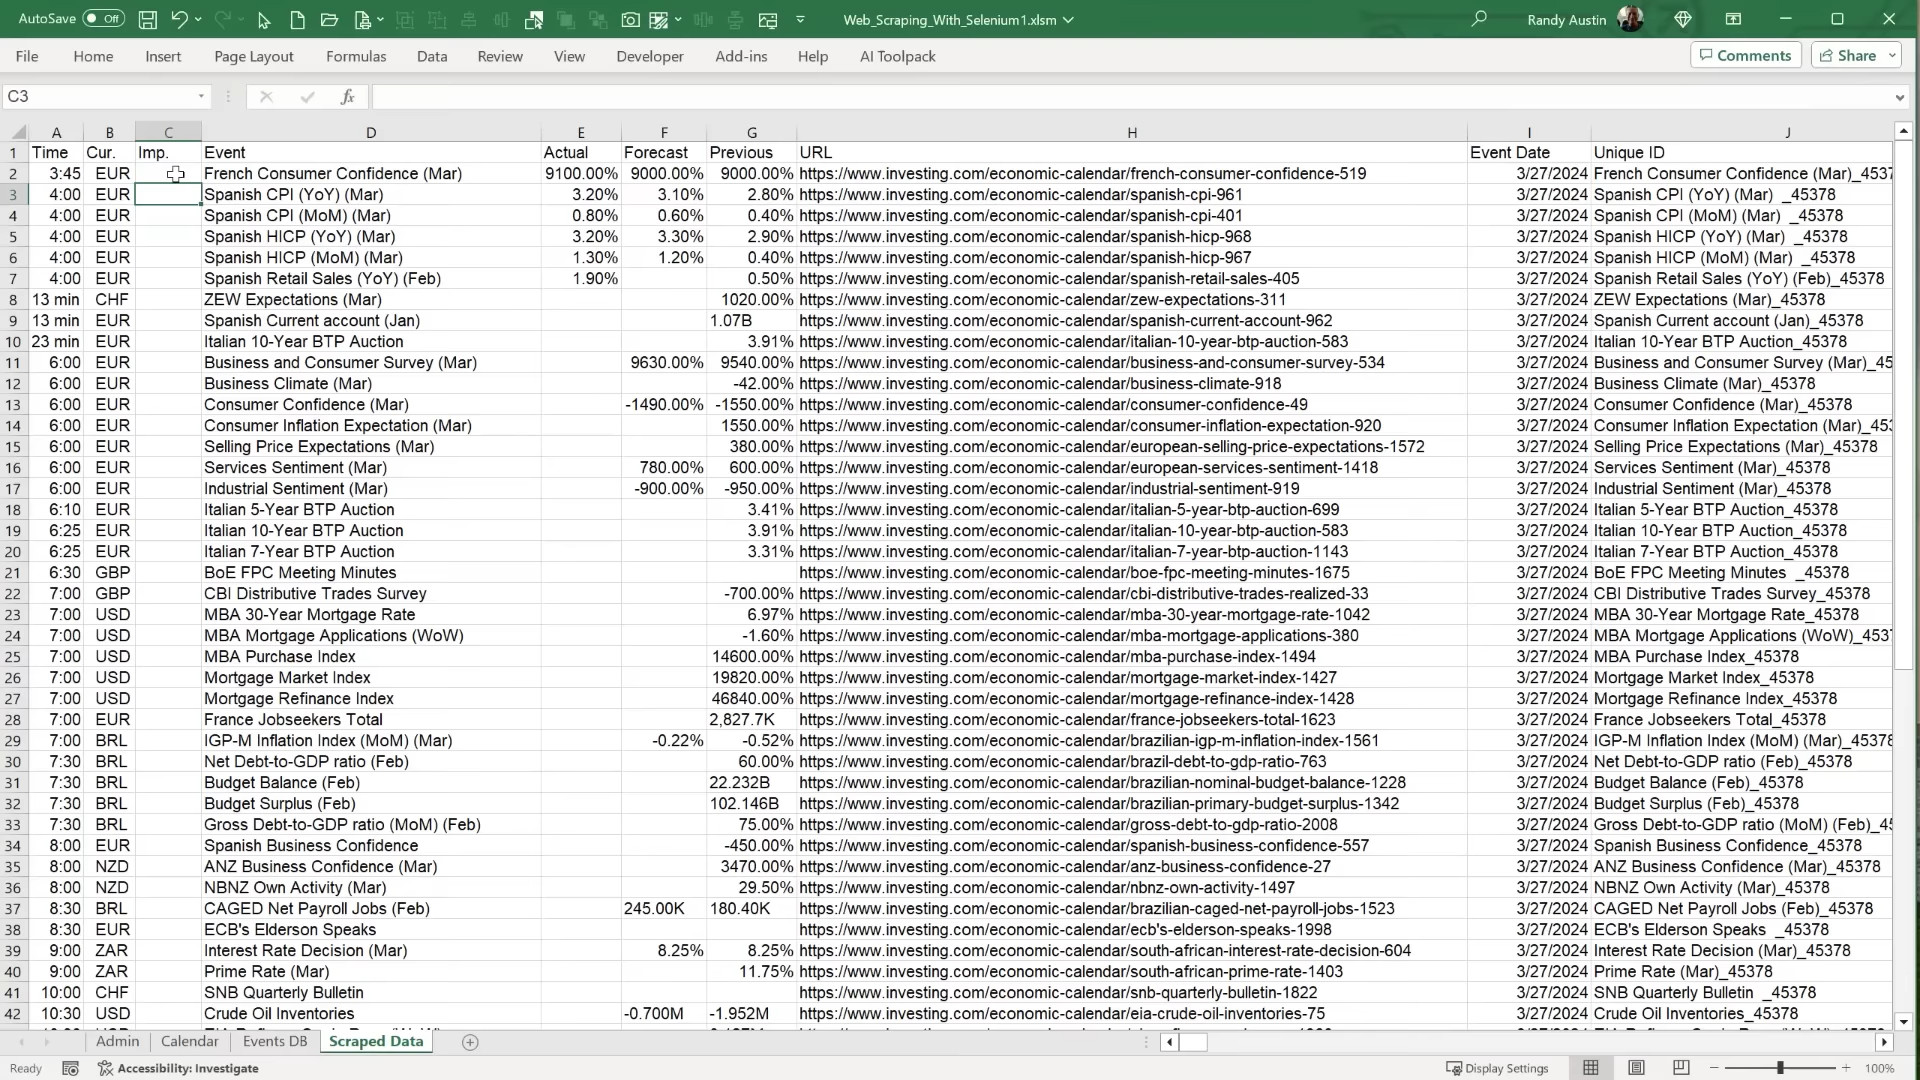 AutoSave Off Web_Scraping_With_Selenium1.xlsm Randy Austin
File Home Insert Page Layout Formulas Data Review View Developer Add-ins Help AI Toolpack Comments Share
C3 fx
A B C D E F G H I J
1 Time Cur. Imp. Event Actual Forecast Previous URL Event Date Unique ID
2 3:45 EUR French Consumer Confidence (Mar) 9100.00% 9000.00% 9000.00% https://www.investing.com/economic-calendar/french-consumer-confidence-519 3/27/2024 French Consumer Confidence (Mar)_4537
3 4:00 EUR Spanish CPI (YoY) (Mar) 3.20% 3.10% 2.80% https://www.investing.com/economic-calendar/spanish-cpi-961 3/27/2024 Spanish CPI (YoY) (Mar) _45378
4 4:00 EUR Spanish CPI (MoM) (Mar) 0.80% 0.60% 0.40% https://www.investing.com/economic-calendar/spanish-cpi-401 3/27/2024 Spanish CPI (MoM) (Mar) _45378
5 4:00 EUR Spanish HICP (YoY) (Mar) 3.20% 3.30% 2.90% https://www.investing.com/economic-calendar/spanish-hicp-968 3/27/2024 Spanish HICP (YoY) (Mar) _45378
6 4:00 EUR Spanish HICP (MoM) (Mar) 1.30% 1.20% 0.40% https://www.investing.com/economic-calendar/spanish-hicp-967 3/27/2024 Spanish HICP (MoM) (Mar) _45378
7 4:00 EUR Spanish Retail Sales (YoY) (Feb) 1.90% 0.50% https://www.investing.com/economic-calendar/spanish-retail-sales-405 3/27/2024 Spanish Retail Sales (YoY) (Feb)_45378
8 13 min CHF ZEW Expectations (Mar) 1020.00% https://www.investing.com/economic-calendar/zew-expectations-311 3/27/2024 ZEW Expectations (Mar)_45378
9 13 min EUR Spanish Current account (Jan) 1.07B https://www.investing.com/economic-calendar/spanish-current-account-962 3/27/2024 Spanish Current account (Jan)_45378
10 23 min EUR Italian 10-Year BTP Auction 3.91% https://www.investing.com/economic-calendar/italian-10-year-btp-auction-583 3/27/2024 Italian 10-Year BTP Auction_45378
11 6:00 EUR Business and Consumer Survey (Mar) 9630.00% 9540.00% https://www.investing.com/economic-calendar/business-and-consumer-survey-534 3/27/2024 Business and Consumer Survey (Mar)_45
12 6:00 EUR Business Climate (Mar) -42.00% https://www.investing.com/economic-calendar/business-climate-918 3/27/2024 Business Climate (Mar)_45378
13 6:00 EUR Consumer Confidence (Mar) -1490.00% -1550.00% https://www.investing.com/economic-calendar/consumer-confidence-49 3/27/2024 Consumer Confidence (Mar)_45378
14 6:00 EUR Consumer Inflation Expectation (Mar) 1550.00% https://www.investing.com/economic-calendar/consumer-inflation-expectation-920 3/27/2024 Consumer Inflation Expectation (Mar)_453
15 6:00 EUR Selling Price Expectations (Mar) 380.00% https://www.investing.com/economic-calendar/european-selling-price-expectations-1572 3/27/2024 Selling Price Expectations (Mar)_45378
16 6:00 EUR Services Sentiment (Mar) 780.00% 600.00% https://www.investing.com/economic-calendar/european-services-sentiment-1418 3/27/2024 Services Sentiment (Mar)_45378
17 6:00 EUR Industrial Sentiment (Mar) -900.00% -950.00% https://www.investing.com/economic-calendar/industrial-sentiment-919 3/27/2024 Industrial Sentiment (Mar)_45378
18 6:10 EUR Italian 5-Year BTP Auction 3.41% https://www.investing.com/economic-calendar/italian-5-year-btp-auction-699 3/27/2024 Italian 5-Year BTP Auction_45378
19 6:25 EUR Italian 10-Year BTP Auction 3.91% https://www.investing.com/economic-calendar/italian-10-year-btp-auction-583 3/27/2024 Italian 10-Year BTP Auction_45378
20 6:25 EUR Italian 7-Year BTP Auction 3.31% https://www.investing.com/economic-calendar/italian-7-year-btp-auction-1143 3/27/2024 Italian 7-Year BTP Auction_45378
21 6:30 GBP BoE FPC Meeting Minutes https://www.investing.com/economic-calendar/boe-fpc-meeting-minutes-1675 3/27/2024 BoE FPC Meeting Minutes _45378
22 7:00 GBP CBI Distributive Trades Survey -700.00% https://www.investing.com/economic-calendar/cbi-distributive-trades-realized-33 3/27/2024 CBI Distributive Trades Survey_45378
23 7:00 USD MBA 30-Year Mortgage Rate 6.97% https://www.investing.com/economic-calendar/mba-30-year-mortgage-rate-1042 3/27/2024 MBA 30-Year Mortgage Rate_45378
24 7:00 USD MBA Mortgage Applications (WoW) -1.60% https://www.investing.com/economic-calendar/mba-mortgage-applications-380 3/27/2024 MBA Mortgage Applications (WoW)_4537
25 7:00 USD MBA Purchase Index 14600.00% https://www.investing.com/economic-calendar/mba-purchase-index-1494 3/27/2024 MBA Purchase Index_45378
26 7:00 USD Mortgage Market Index 19820.00% https://www.investing.com/economic-calendar/mortgage-market-index-1427 3/27/2024 Mortgage Market Index_45378
27 7:00 USD Mortgage Refinance Index 46840.00% https://www.investing.com/economic-calendar/mortgage-refinance-index-1428 3/27/2024 Mortgage Refinance Index_45378
28 7:00 EUR France Jobseekers Total 2,827.7K https://www.investing.com/economic-calendar/france-jobseekers-total-1623 3/27/2024 France Jobseekers Total_45378
29 7:00 BRL IGP-M Inflation Index (MoM) (Mar) -0.22% -0.52% https://www.investing.com/economic-calendar/brazilian-igp-m-inflation-index-1561 3/27/2024 IGP-M Inflation Index (MoM) (Mar)_45378
30 7:30 BRL Net Debt-to-GDP ratio (Feb) 60.00% https://www.investing.com/economic-calendar/brazil-debt-to-gdp-ratio-763 3/27/2024 Net Debt-to-GDP ratio (Feb)_45378
31 7:30 BRL Budget Balance (Feb) 22.232B https://www.investing.com/economic-calendar/brazilian-nominal-budget-balance-1228 3/27/2024 Budget Balance (Feb)_45378
32 7:30 BRL Budget Surplus (Feb) 102.146B https://www.investing.com/economic-calendar/brazilian-primary-budget-surplus-1342 3/27/2024 Budget Surplus (Feb)_45378
33 7:30 BRL Gross Debt-to-GDP ratio (MoM) (Feb) 75.00% https://www.investing.com/economic-calendar/gross-debt-to-gdp-ratio-2008 3/27/2024 Gross Debt-to-GDP ratio (MoM) (Feb)_45
34 8:00 EUR Spanish Business Confidence -450.00% https://www.investing.com/economic-calendar/spanish-business-confidence-557 3/27/2024 Spanish Business Confidence_45378
35 8:00 NZD ANZ Business Confidence (Mar) 3470.00% https://www.investing.com/economic-calendar/anz-business-confidence-27 3/27/2024 ANZ Business Confidence (Mar)_45378
36 8:00 NZD NBNZ Own Activity (Mar) 29.50% https://www.investing.com/economic-calendar/nbnz-own-activity-1497 3/27/2024 NBNZ Own Activity (Mar)_45378
37 8:30 BRL CAGED Net Payroll Jobs (Feb) 245.00K 180.40K https://www.investing.com/economic-calendar/brazilian-caged-net-payroll-jobs-1523 3/27/2024 CAGED Net Payroll Jobs (Feb)_45378
38 8:30 EUR ECB's Elderson Speaks https://www.investing.com/economic-calendar/ecb's-elderson-speaks-1998 3/27/2024 ECB's Elderson Speaks _45378
39 9:00 ZAR Interest Rate Decision (Mar) 8.25% 8.25% https://www.investing.com/economic-calendar/south-african-interest-rate-decision-604 3/27/2024 Interest Rate Decision (Mar)_45378
40 9:00 ZAR Prime Rate (Mar) 11.75% https://www.investing.com/economic-calendar/south-african-prime-rate-1403 3/27/2024 Prime Rate (Mar)_45378
41 10:00 CHF SNB Quarterly Bulletin https://www.investing.com/economic-calendar/snb-quarterly-bulletin-1822 3/27/2024 SNB Quarterly Bulletin _45378
42 10:30 USD Crude Oil Inventories -0.700M -1.952M https://www.investing.com/economic-calendar/eia-crude-oil-inventories-75 3/27/2024 Crude Oil Inventories_45378
Admin Calendar Events DB Scraped Data
Ready Accessibility: Investigate Display Settings 100%